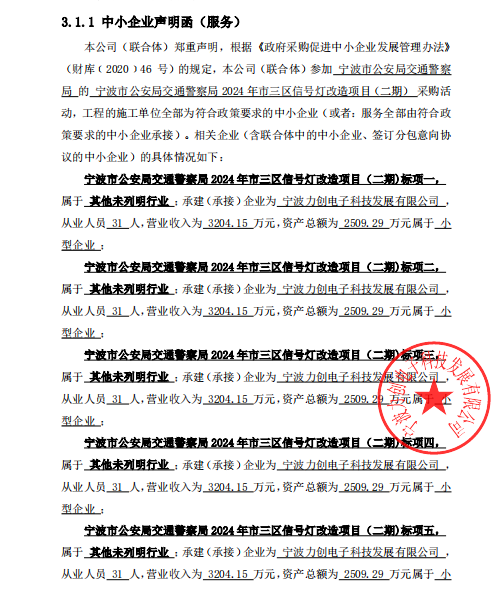 3.1.1 中小企业声明函（服务）
本公司（联合体）郑重声明，根据《政府采购促进中小企业发展管理办法》
（财库﹝2020﹞46 号）的规定，本公司（联合体）参加 宁波市公安局交通警察
局 的 宁波市公安局交通警察局 2024 年市三区信号灯改造项目（二期） 采购活
动，工程的施工单位全部为符合政策要求的中小企业（或者：服务全部由符合政
策要求的中小企业承接）。相关企业（含联合体中的中小企业、签订分包意向协
议的中小企业）的具体情况如下：
宁波市公安局交通警察局 2024 年市三区信号灯改造项目（二期）标项一，
属于 其他未列明行业 ；承建（承接）企业为 宁波力创电子科技发展有限公司 ，
从业人员 31 人，营业收入为 3204.15 万元，资产总额为 2509.29 万元属于 小
型企业 ；
宁波市公安局交通警察局 2024 年市三区信号灯改造项目（二期）标项二，
属于 其他未列明行业 ；承建（承接）企业为 宁波力创电子科技发展有限公司 ，
从业人员 31 人，营业收入为 3204.15 万元，资产总额为 2509.29 万元属于 小
型企业 ；
宁波市公安局交通警察局 2024 年市三区信号灯改造项目（二期）标项三，
属于 其他未列明行业 ；承建（承接）企业为 宁波力创电子科技发展有限公司 ，
从业人员 31 人，营业收入为 3204.15 万元，资产总额为 2509.29 万元属于 小
型企业 ；
宁波力创电子科技发展有限公司
宁波市公安局交通警察局 2024 年市三区信号灯改造项目（二期）标项四，
属于 其他未列明行业 ；承建（承接）企业为 宁波力创电子科技发展有限公司 ，
从业人员 31 人，营业收入为 3204.15 万元，资产总额为 2509.29 万元属于 小
型企业 ；
宁波市公安局交通警察局 2024 年市三区信号灯改造项目（二期）标项五，
属于 其他未列明行业 ；承建（承接）企业为 宁波力创电子科技发展有限公司 ，
从业人员 31 人，营业收入为 3204.15 万元，资产总额为 2509.29 万元属于 小